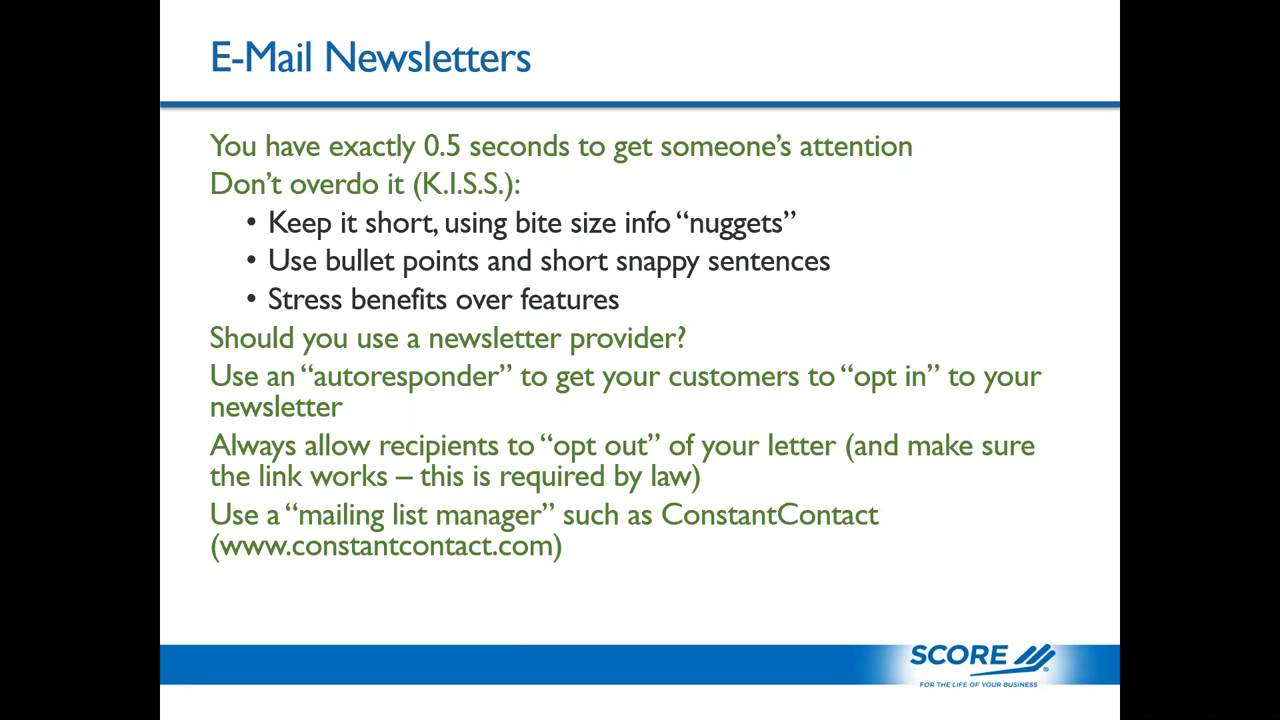 E-Mail Newsletters
You have exactly 0.5 seconds to get someone’s attention
Don’t overdo it (K.I.S.S.):
• Keep it short, using bite size info “nuggets”
• Use bullet points and short snappy sentences
• Stress benefits over features
Should you use a newsletter provider?
Use an “autoresponder” to get your customers to “opt in” to your
newsletter
Always allow recipients to “opt out” of your letter (and make sure
the link works – this is required by law)
Use a “mailing list manager” such as ConstantContact
(www.constantcontact.com)
SCORE ®
FOR THE LIFE OF YOUR BUSINESS